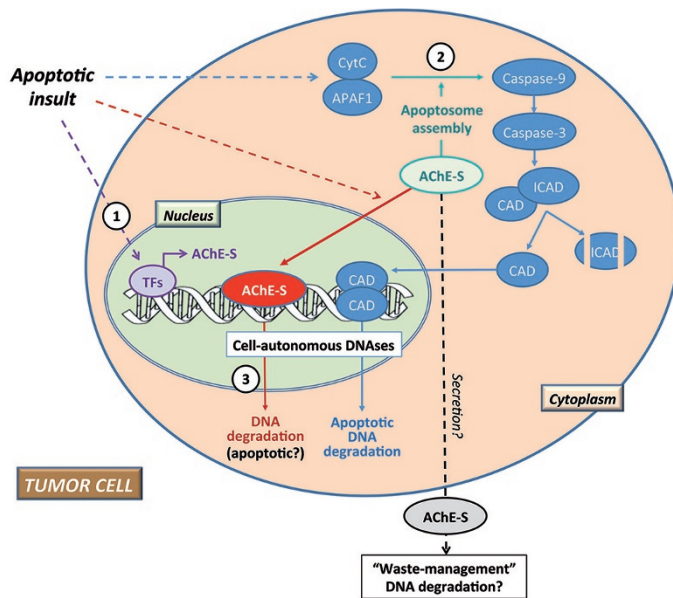 Apoptotic
insult
CytC
APAF1
2
Caspase-9
Apoptosome
assembly
Caspase-3
AChE-S
ICAD
CAD
1
Nucleus
AChE-S
TFs
AChE-S
CAD
CAD
CAD
ICAD
Cell-autonomous DNAses
3
DNA
degradation
(apoptotic?)
Apoptotic
DNA
degradation
Secretion?
Cytoplasm
TUMOR CELL
AChE-S
“Waste-management”
DNA degradation?